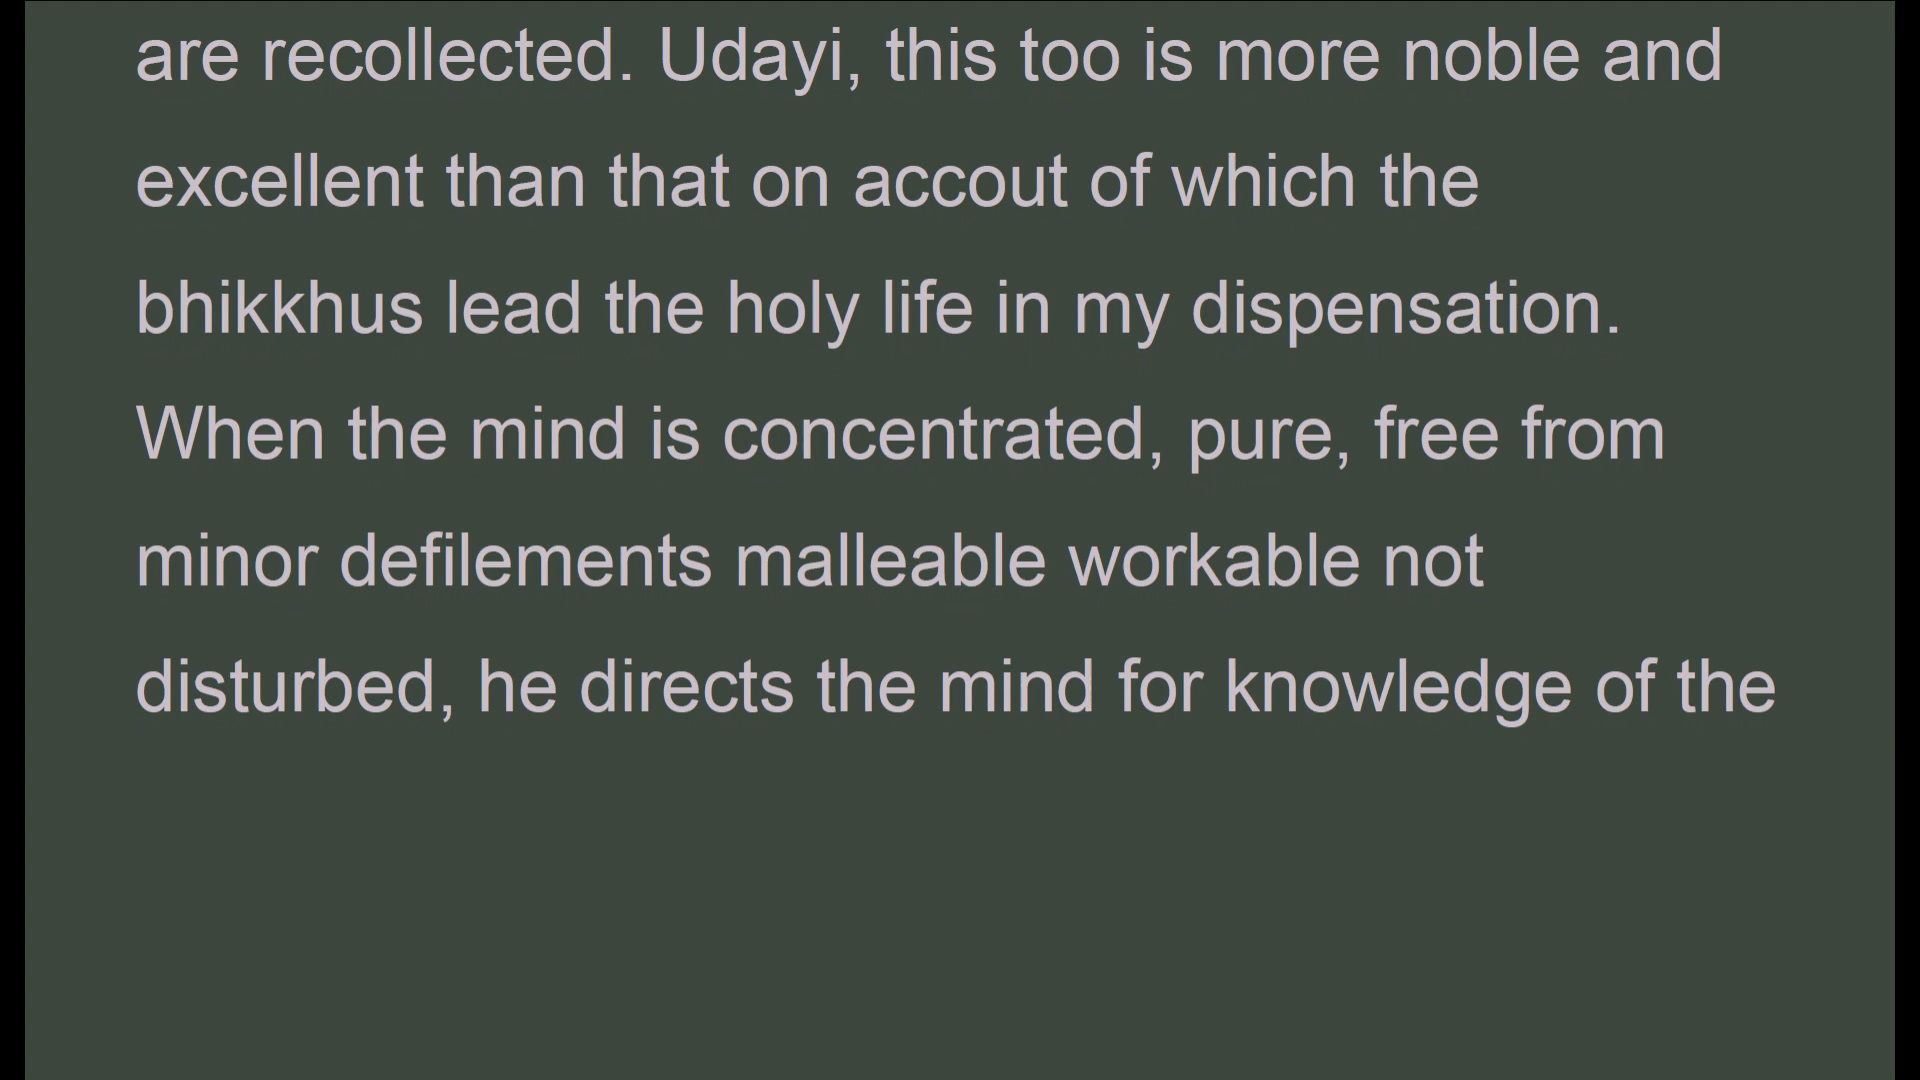 are recollected. Udayi, this too is more noble and
excellent than that on accout of which the
bhikkhus lead the holy life in my dispensation.
When the mind is concentrated, pure, free from
minor defilements malleable workable not
disturbed, he directs the mind for knowledge of the